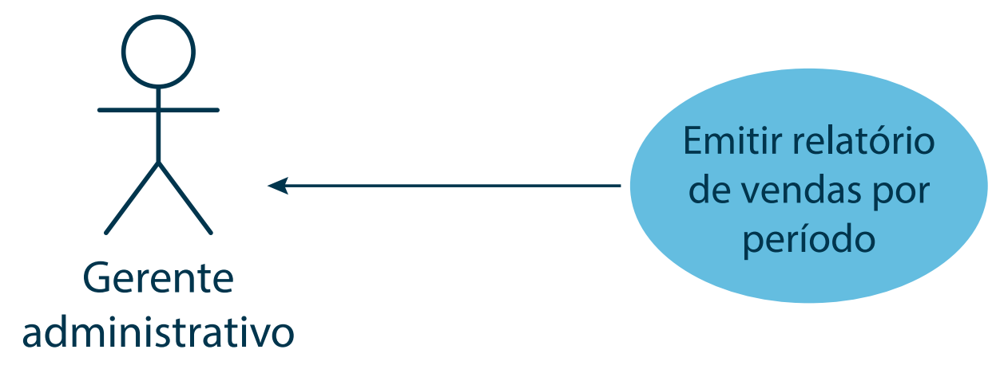 Emitir relatório
de vendas por
período
Gerente
administrativo